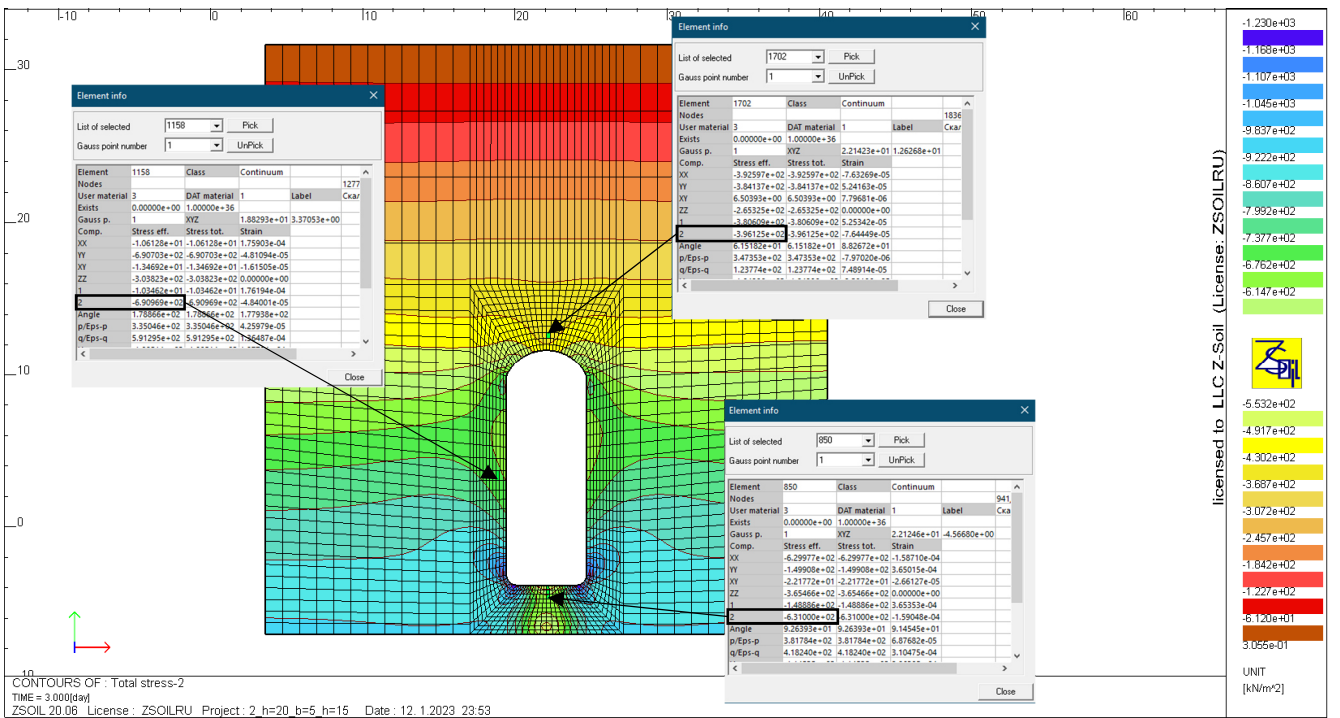 -10
0
10
20
30
40
50
60
30
20
10
0
10
Element info
List of selected 1158 Pick
Gauss point number 1 UnPick
Element 1158 Class Continuum
Nodes 1277
User material 3 DAT material 1 Label Скал
Exists 0.00000e+00 1.00000e+36
Gauss p. 1 XYZ 1.88293e+01 3.37053e+00
Comp. Stress eff. Stress tot. Strain
XX -1.06128e+01 -1.06128e+01 1.75903e-04
YY -6.90703e+02 -6.90703e+02 -4.81094e-05
XY -1.34692e+01 -1.34692e+01 -1.61505e-05
ZZ -3.03823e+02 -3.03823e+02 0.00000e+00
1 -1.03462e+01 -1.03462e+01 1.76194e-04
2 -6.90969e+02 -6.90969e+02 -4.84001e-05
Angle 1.78866e+02 1.78866e+02 1.77938e+02
p/Eps-p 3.35046e+02 3.35046e+02 4.25979e-05
q/Eps-q 5.91295e+02 5.91295e+02 1.36487e-04
Close
Element info
List of selected 1702 Pick
Gauss point number 1 UnPick
Element 1702 Class Continuum
Nodes 1836
User material 3 DAT material 1 Label Скал
Exists 0.00000e+00 1.00000e+36
Gauss p. 1 XYZ 2.21423e+01 1.26268e+01
Comp. Stress eff. Stress tot. Strain
XX -3.92597e+02 -3.92597e+02 -7.63269e-05
YY -3.84137e+02 -3.84137e+02 5.24163e-05
XY 6.50393e+00 6.50393e+00 7.79681e-06
ZZ -2.65325e+02 -2.65325e+02 0.00000e+00
1 -3.80609e+02 -3.80609e+02 5.25342e-05
2 -3.96125e+02 -3.96125e+02 -7.64449e-05
Angle 6.15182e+01 6.15182e+01 8.82672e+01
p/Eps-p 3.47353e+02 3.47353e+02 -7.97020e-06
q/Eps-q 1.23774e+02 1.23774e+02 7.48914e-05
Close
Element info
List of selected 850 Pick
Gauss point number 1 UnPick
Element 850 Class Continuum
Nodes 941
User material 3 DAT material 1 Label Ска
Exists 0.00000e+00 1.00000e+36
Gauss p. 1 XYZ 2.21246e+01 -4.56680e+00
Comp. Stress eff. Stress tot. Strain
XX -6.29977e+02 -6.29977e+02 -1.58710e-04
YY -1.49908e+02 -1.49908e+02 3.65015e-04
XY -2.21772e+01 -2.21772e+01 -2.66127e-05
ZZ -3.65466e+02 -3.65466e+02 0.00000e+00
1 -1.48886e+02 -1.48886e+02 3.65353e-04
2 -6.31000e+02 -6.31000e+02 -1.59048e-04
Angle 9.26393e+01 9.26393e+01 9.14545e+01
p/Eps-p 3.81784e+02 3.81784e+02 6.87682e-05
q/Eps-q 4.18240e+02 4.18240e+02 3.10475e-04
Close
licensed to LLC Z-Soil (License: ZSOILRU)
-1.230e+03
-1.168e+03
-1.107e+03
-1.045e+03
-9.837e+02
-9.222e+02
-8.607e+02
-7.992e+02
-7.377e+02
-6.762e+02
-6.147e+02
ZSoil
-5.532e+02
-4.917e+02
-4.302e+02
-3.687e+02
-3.072e+02
-2.457e+02
-1.842e+02
-1.227e+02
-6.120e+01
3.055e-01
UNIT
[kN/m^2]
CONTOURS OF : Total stress-2
TIME = 3.000[day]
ZSOIL 20.06 License : ZSOILRU Project : 2_h=20_b=5_h=15 Date : 12. 1.2023 23:53